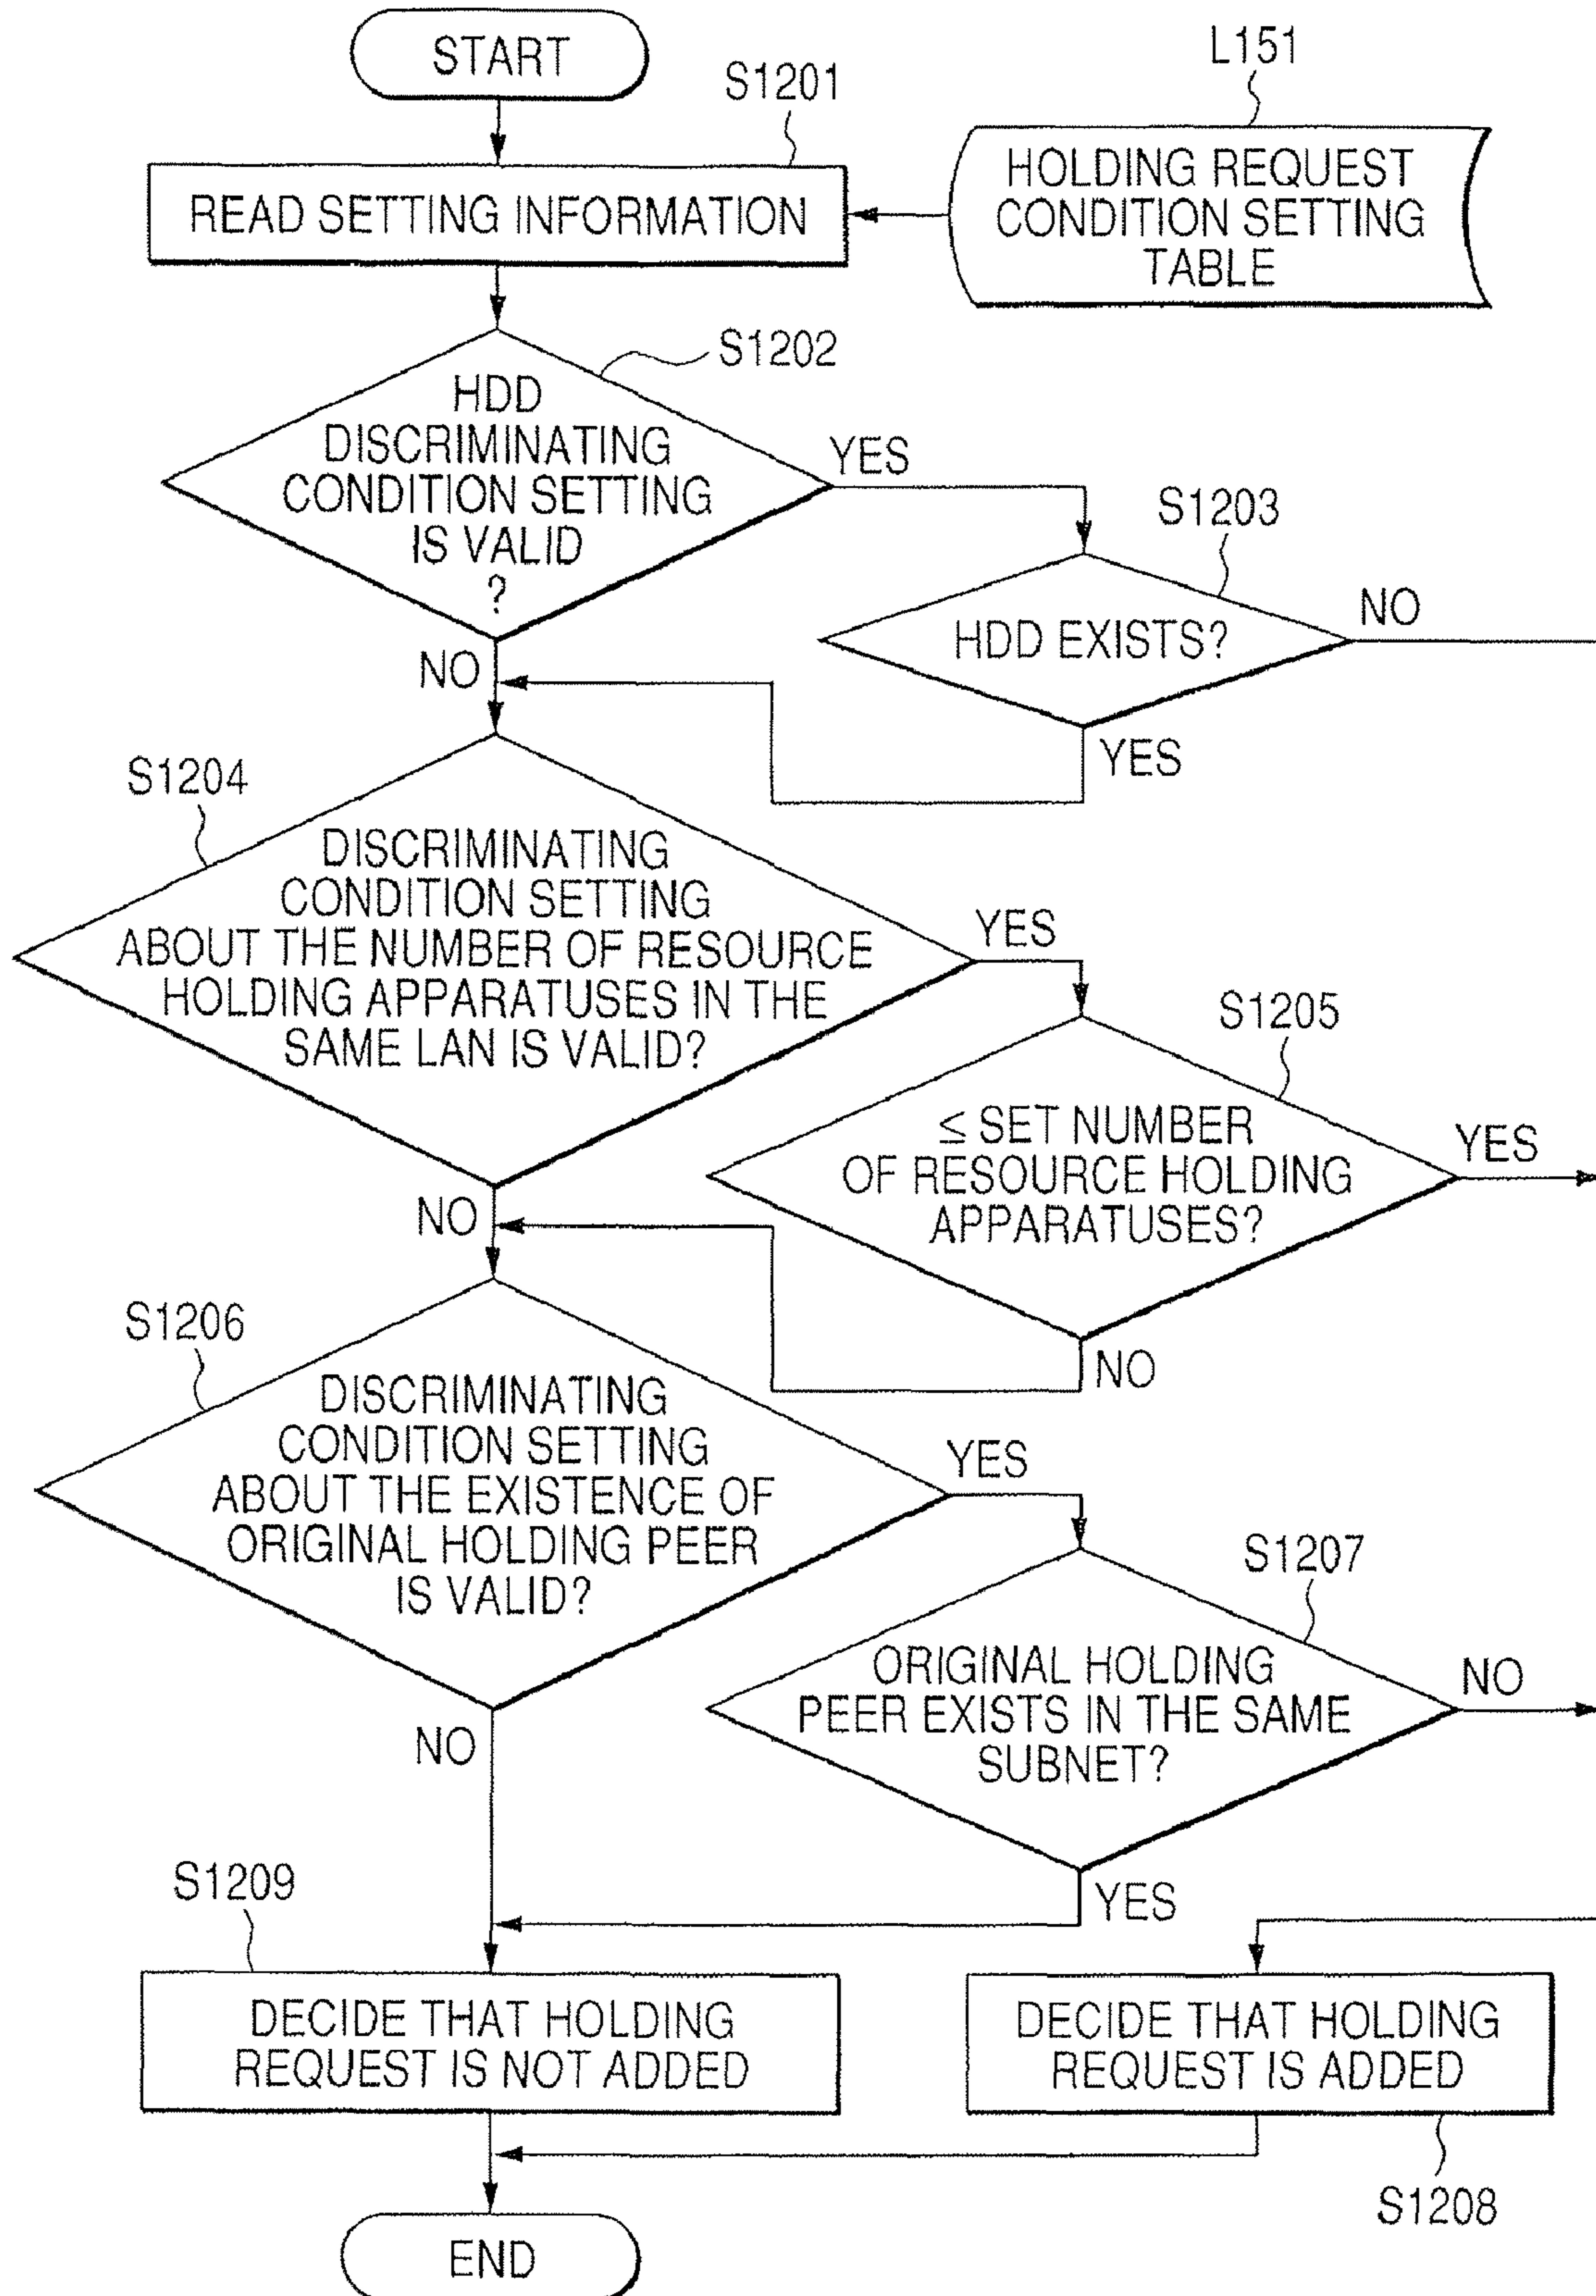 START
S1201
L151
READ SETTING INFORMATION
HOLDING REQUEST
CONDITION SETTING
TABLE
S1202
HDD
DISCRIMINATING
CONDITION SETTING
IS VALID
?
YES
NO
S1203
HDD EXISTS?
NO
YES
S1204
DISCRIMINATING
CONDITION SETTING
ABOUT THE NUMBER OF RESOURCE
HOLDING APPARATUSES IN THE
SAME LAN IS VALID?
YES
NO
S1205
≤ SET NUMBER
OF RESOURCE HOLDING
APPARATUSES?
YES
NO
S1206
DISCRIMINATING
CONDITION SETTING
ABOUT THE EXISTENCE OF
ORIGINAL HOLDING PEER
IS VALID?
YES
NO
S1207
ORIGINAL HOLDING
PEER EXISTS IN THE SAME
SUBNET?
NO
YES
S1209
DECIDE THAT HOLDING
REQUEST IS NOT ADDED
DECIDE THAT HOLDING
REQUEST IS ADDED
S1208
END